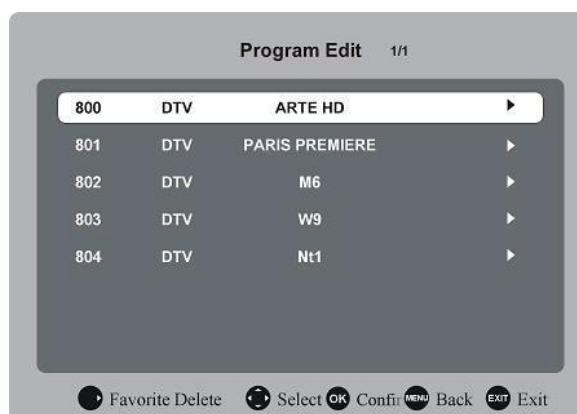 Program Edit 1/1
800 DTV ARTE HD
801 DTV PARIS PREMIERE
802 DTV M6
803 DTV W9
804 DTV Nt1
Favorite Delete Select OK Confir MENU Back EXIT Exit